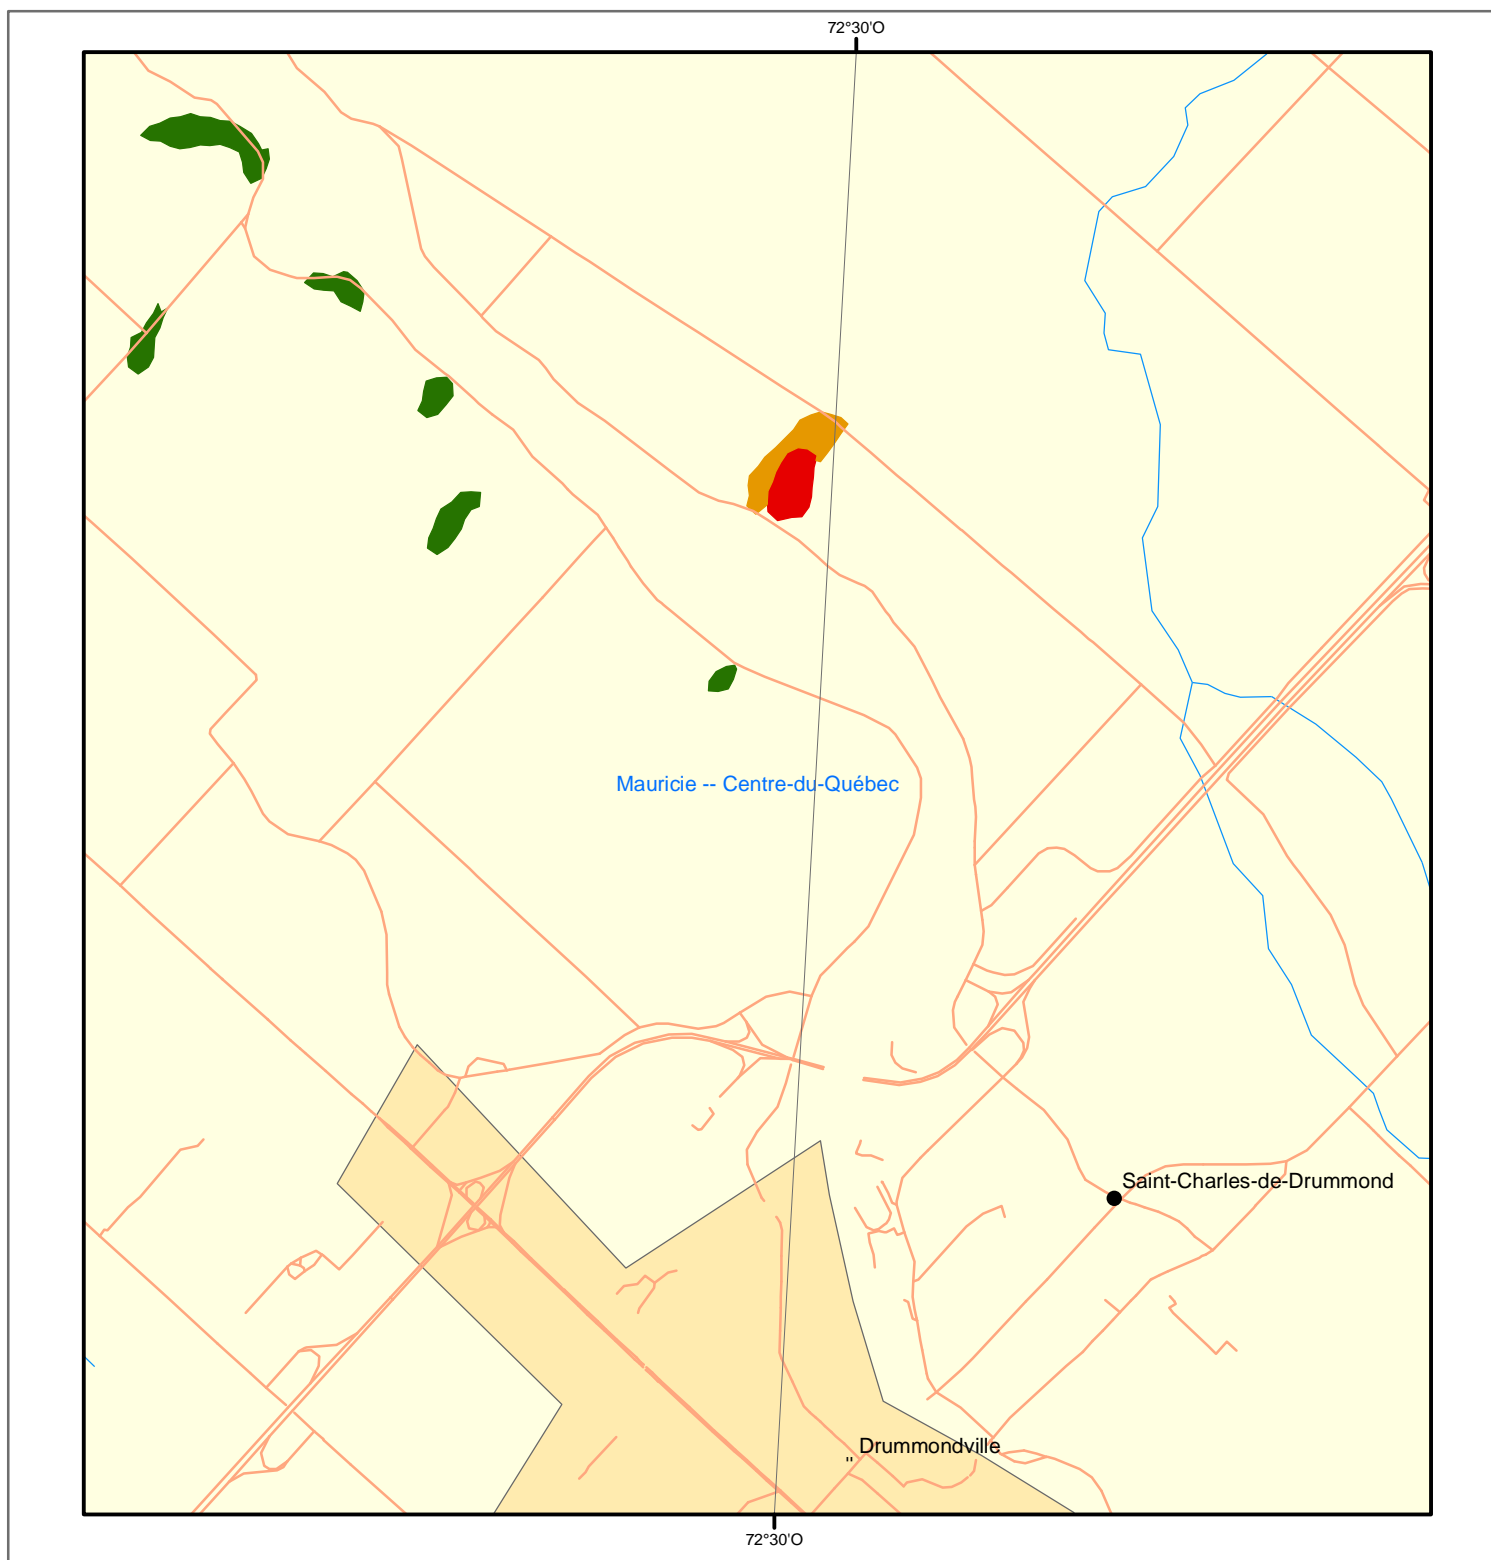 72°30'O
Mauricie -- Centre-du-Québec
Saint-Charles-de-Drummond
Drummondville
"
72°30'O